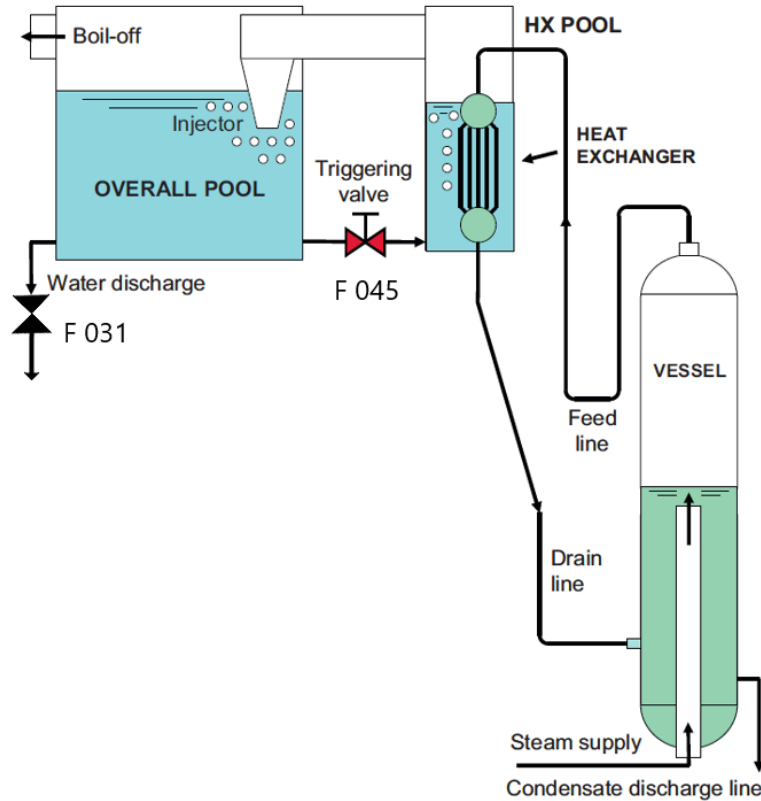 Boil-off
HX POOL
Injector
HEAT
EXCHANGER
Triggering
valve
OVERALL POOL
Water discharge
F 045
F 031
VESSEL
Feed
line
Drain
line
Steam supply
Condensate discharge line